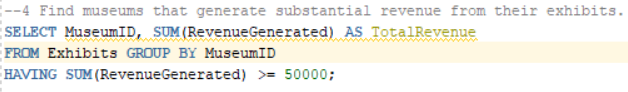 --4 Find museums that generate substantial revenue from their exhibits.
SELECT MuseumID, SUM(RevenueGenerated) AS TotalRevenue
FROM Exhibits GROUP BY MuseumID
HAVING SUM(RevenueGenerated) >= 50000;